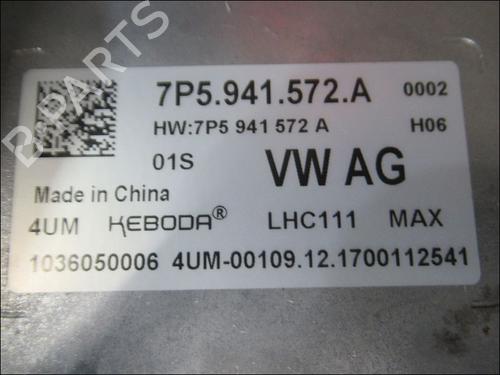 PARTS
7P5.941.572.A 0002
HW:7P5 941 572 A H06
01S VW AG
Made in China
4UM KEBODA® LHC111 MAX
1036050006 4UM-00109.12.1700112541